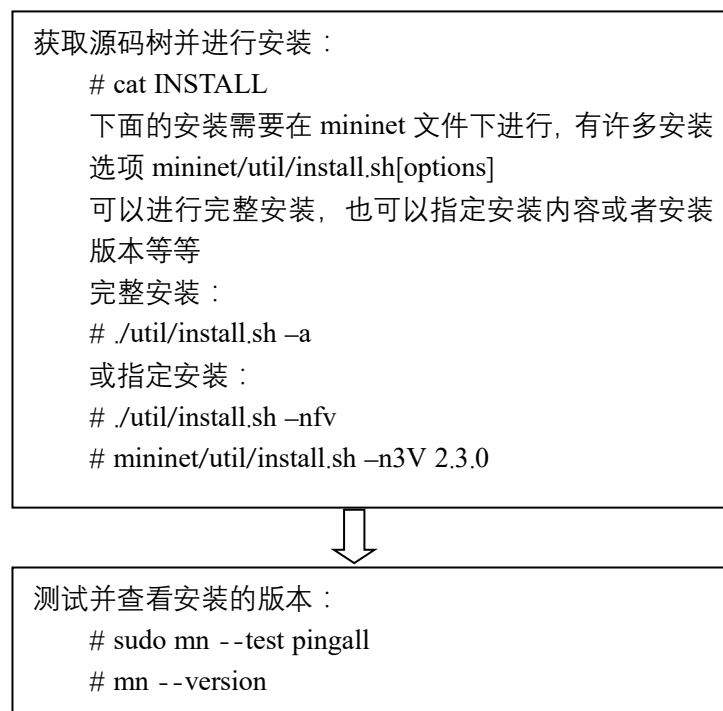 获取源码树并进行安装：
# cat INSTALL
下面的安装需要在 mininet 文件下进行, 有许多安装
选项 mininet/util/install.sh[options]
可以进行完整安装，也可以指定安装内容或者安装
版本等等
完整安装：
# ./util/install.sh –a
或指定安装：
# ./util/install.sh –nfv
# mininet/util/install.sh –n3V 2.3.0
测试并查看安装的版本：
# sudo mn --test pingall
# mn --version